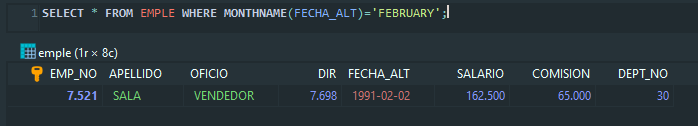 1 SELECT * FROM EMPLE WHERE MONTHNAME(FECHA_ALT)='FEBRUARY';
emple (1r × 8c)
EMP_NO APELLIDO OFICIO DIR FECHA_ALT SALARIO COMISION DEPT_NO
7.521 SALA VENDEDOR 7.698 1991-02-02 162.500 65.000 30